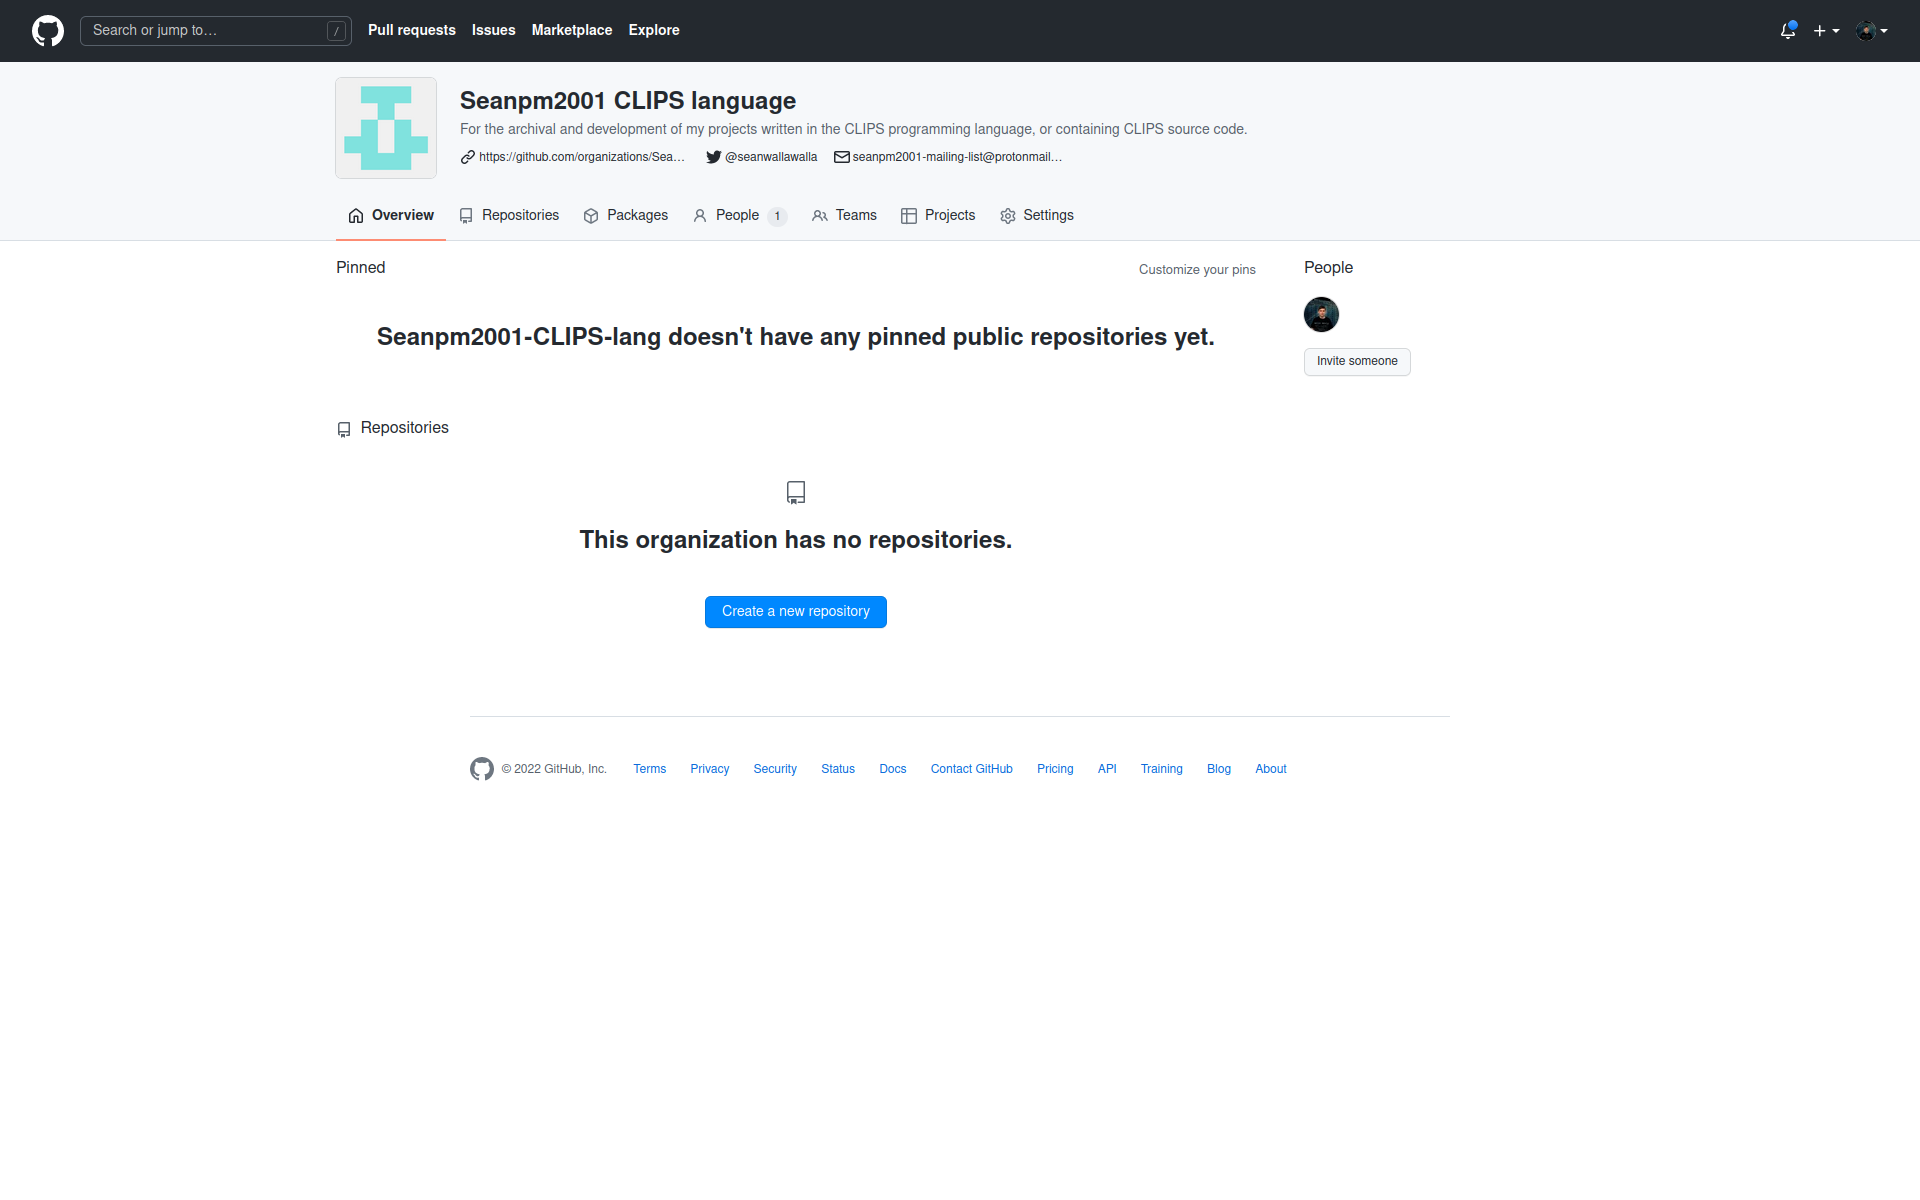 Search or jump to… / Pull requests Issues Marketplace Explore
Seanpm2001 CLIPS language
For the archival and development of my projects written in the CLIPS programming language, or containing CLIPS source code.
https://github.com/organizations/Sea… @seanwallawalla seanpm2001-mailing-list@protonmail…
Overview Repositories Packages People 1 Teams Projects Settings
Pinned Customize your pins
Seanpm2001-CLIPS-lang doesn't have any pinned public repositories yet.
People
Invite someone
Repositories
This organization has no repositories.
Create a new repository
© 2022 GitHub, Inc. Terms Privacy Security Status Docs Contact GitHub Pricing API Training Blog About